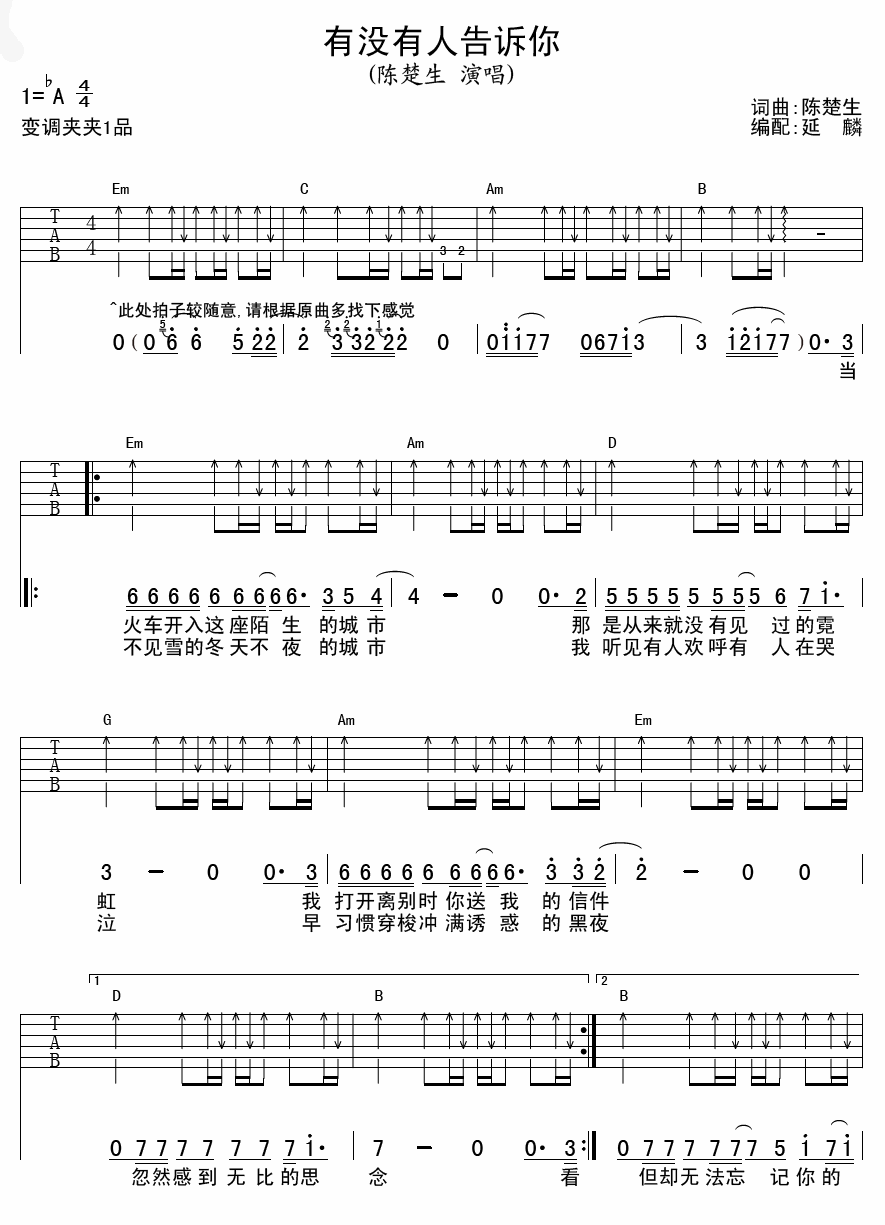 有没有人告诉你
(陈楚生 演唱)
1=♭A 4/4
变调夹夹1品
词曲:陈楚生
编配:延 麟
Em C Am B
T A B 4 4 3 2
^此处拍子较随意,请根据原曲多找下感觉
0 ( 0 6 6 5 2 2 2 3 3 2 2 2 2 0 0 1 1 7 7 0 6 7 1 3 3 1 2 1 7 7 ) 0· 3
当
Em Am D
T A B
6 6 6 6 6 6 6 6 6· 3 5 4 4 － 0 0· 2 5 5 5 5 5 5 5 5 6 7 1·
火车开入这座陌 生 的城市 那 是从来就没有见 过的霓
不见雪的冬天不 夜 的城市 我 听见有人欢呼有 人在哭
G Am Em
T A B
3 － 0 0· 3 6 6 6 6 6 6 6 6 6· 3 3 2 2 － 0 0
虹 我 打开离别时你送 我 的信件
泣 早 习惯穿梭冲满诱 惑 的黑夜
1 2
D B B
T A B
0 7 7 7 7 7 7 7 1· 7 － 0 0· 3 0 7 7 7 7 7 7 5 1 7 1
忽然感到无比的思 念 看 但却无法忘 记你的